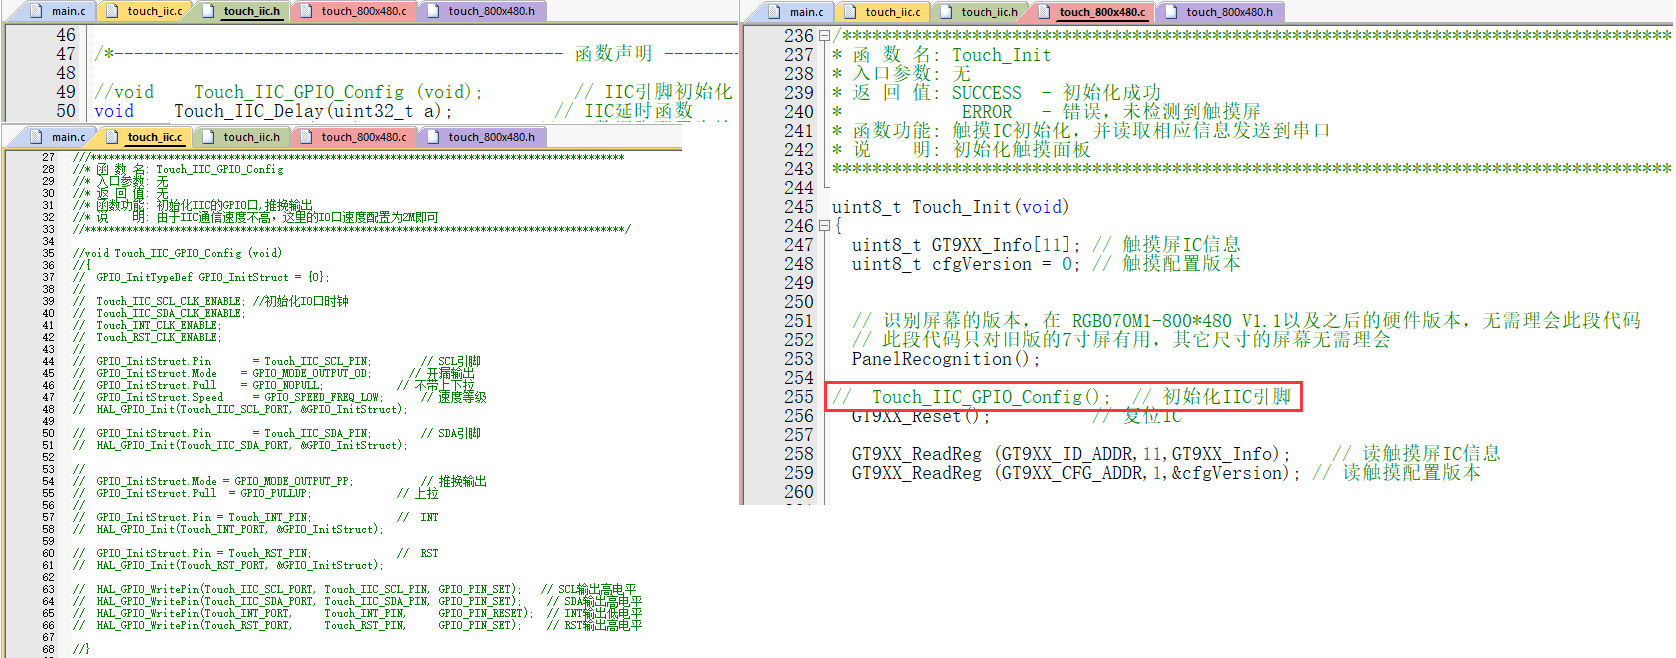 main.c touch_iic.c touch_iic.h touch_800x480.c touch_800x480.h
46
47 /*--------------------------------------------------------- 函数声明 ---------
48
49 //void    Touch_IIC_GPIO_Config (void);         // IIC引脚初始化
50 void    Touch_IIC_Delay(uint32_t a);          // IIC延时函数
main.c touch_iic.c touch_iic.h touch_800x480.c touch_800x480.h
27 ///*****************************************************************************************
28 //* 函 数 名: Touch_IIC_GPIO_Config
29 //* 入口参数: 无
30 //* 返 回 值: 无
31 //* 函数功能: 初始化IIC的GPIO口,推挽输出
32 //* 说    明: 由于IIC通信速度不高，这里的IO口速度配置为2M即可
33 //*****************************************************************************************/
34
35 //void Touch_IIC_GPIO_Config (void)
36 //{
37 //  GPIO_InitTypeDef GPIO_InitStruct = {0};
38 //
39 //  Touch_IIC_SCL_CLK_ENABLE; //初始化IO口时钟
40 //  Touch_IIC_SDA_CLK_ENABLE;
41 //  Touch_INT_CLK_ENABLE;
42 //  Touch_RST_CLK_ENABLE;
43 //
44 //  GPIO_InitStruct.Pin       = Touch_IIC_SCL_PIN;         // SCL引脚
45 //  GPIO_InitStruct.Mode    = GPIO_MODE_OUTPUT_OD;       // 开漏输出
46 //  GPIO_InitStruct.Pull    = GPIO_NOPULL;             // 不带上下拉
47 //  GPIO_InitStruct.Speed     = GPIO_SPEED_FREQ_LOW;       // 速度等级
48 //  HAL_GPIO_Init(Touch_IIC_SCL_PORT, &GPIO_InitStruct);
49
50 //  GPIO_InitStruct.Pin       = Touch_IIC_SDA_PIN;         // SDA引脚
51 //  HAL_GPIO_Init(Touch_IIC_SDA_PORT, &GPIO_InitStruct);
52
53 //
54 //  GPIO_InitStruct.Mode = GPIO_MODE_OUTPUT_PP;            // 推挽输出
55 //  GPIO_InitStruct.Pull  = GPIO_PULLUP;               // 上拉
56 //
57 //  GPIO_InitStruct.Pin = Touch_INT_PIN;               //  INT
58 //  HAL_GPIO_Init(Touch_INT_PORT, &GPIO_InitStruct);
59
60 //  GPIO_InitStruct.Pin = Touch_RST_PIN;               //  RST
61 //  HAL_GPIO_Init(Touch_RST_PORT, &GPIO_InitStruct);
62
63 //  HAL_GPIO_WritePin(Touch_IIC_SCL_PORT, Touch_IIC_SCL_PIN, GPIO_PIN_SET);   // SCL输出高电平
64 //  HAL_GPIO_WritePin(Touch_IIC_SDA_PORT, Touch_IIC_SDA_PIN, GPIO_PIN_SET);    // SDA输出高电平
65 //  HAL_GPIO_WritePin(Touch_INT_PORT,      Touch_INT_PIN,      GPIO_PIN_RESET);  // INT输出低电平
66 //  HAL_GPIO_WritePin(Touch_RST_PORT,      Touch_RST_PIN,      GPIO_PIN_SET);    // RST输出高电平
67
68 //}
main.c touch_iic.c touch_iic.h touch_800x480.c touch_800x480.h
236 /***********************************************************************************
237 * 函 数 名: Touch_Init
238 * 入口参数: 无
239 * 返 回 值: SUCCESS  - 初始化成功
240 *            ERROR   - 错误，未检测到触摸屏
241 * 函数功能: 触摸IC初始化，并读取相应信息发送到串口
242 * 说    明: 初始化触摸面板
243 ************************************************************************************
244
245 uint8_t Touch_Init(void)
246 {
247   uint8_t GT9XX_Info[11]; // 触摸屏IC信息
248   uint8_t cfgVersion = 0; // 触摸配置版本
249
250
251   // 识别屏幕的版本，在 RGB070M1-800*480 V1.1以及之后的硬件版本，无需理会此段代码
252   // 此段代码只对旧版的7寸屏有用，其它尺寸的屏幕无需理会
253   PanelRecognition();
254
255 //  Touch_IIC_GPIO_Config();  // 初始化IIC引脚
256   GT9XX_Reset();          // 复位IC
257
258   GT9XX_ReadReg (GT9XX_ID_ADDR,11,GT9XX_Info);    // 读触摸屏IC信息
259   GT9XX_ReadReg (GT9XX_CFG_ADDR,1,&cfgVersion); // 读触摸配置版本
260